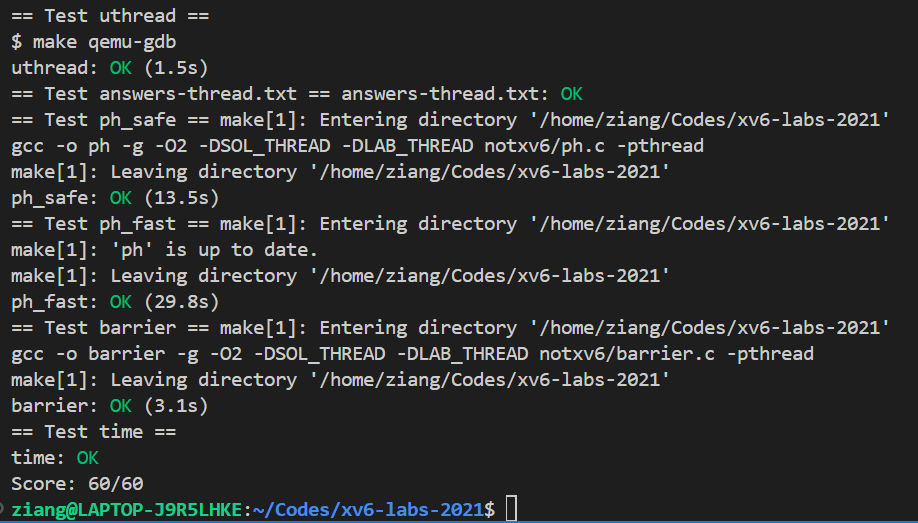 == Test uthread ==
$ make qemu-gdb
uthread: OK (1.5s)
== Test answers-thread.txt == answers-thread.txt: OK
== Test ph_safe == make[1]: Entering directory '/home/ziang/Codes/xv6-labs-2021'
gcc -o ph -g -O2 -DSOL_THREAD -DLAB_THREAD notxv6/ph.c -pthread
make[1]: Leaving directory '/home/ziang/Codes/xv6-labs-2021'
ph_safe: OK (13.5s)
== Test ph_fast == make[1]: Entering directory '/home/ziang/Codes/xv6-labs-2021'
make[1]: 'ph' is up to date.
make[1]: Leaving directory '/home/ziang/Codes/xv6-labs-2021'
ph_fast: OK (29.8s)
== Test barrier == make[1]: Entering directory '/home/ziang/Codes/xv6-labs-2021'
gcc -o barrier -g -O2 -DSOL_THREAD -DLAB_THREAD notxv6/barrier.c -pthread
make[1]: Leaving directory '/home/ziang/Codes/xv6-labs-2021'
barrier: OK (3.1s)
== Test time ==
time: OK
Score: 60/60
ziang@LAPTOP-J9R5LHKE:~/Codes/xv6-labs-2021$